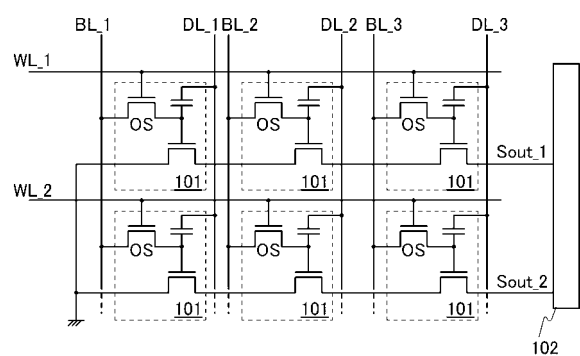 BL_1 DL_1 BL_2 DL_2 BL_3 DL_3
WL_1
OS OS OS
Sout_1
101 101 101
WL_2
OS OS OS
Sout_2
101 101 101
102